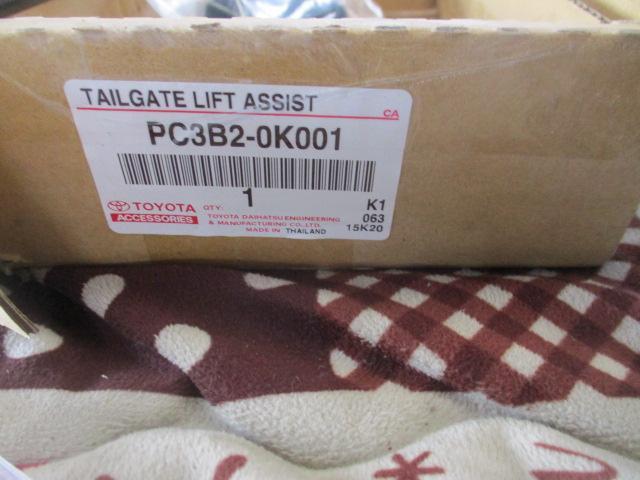 TAILGATE LIFT ASSIST
CA
PC3B2-0K001
1
K1
TOYOTA
ACCESSORIES
QTY:
TOYOTA DAIHATSU ENGINEERING
& MANUFACTURING CO.,LTD.
MADE IN THAILAND
063
15K20